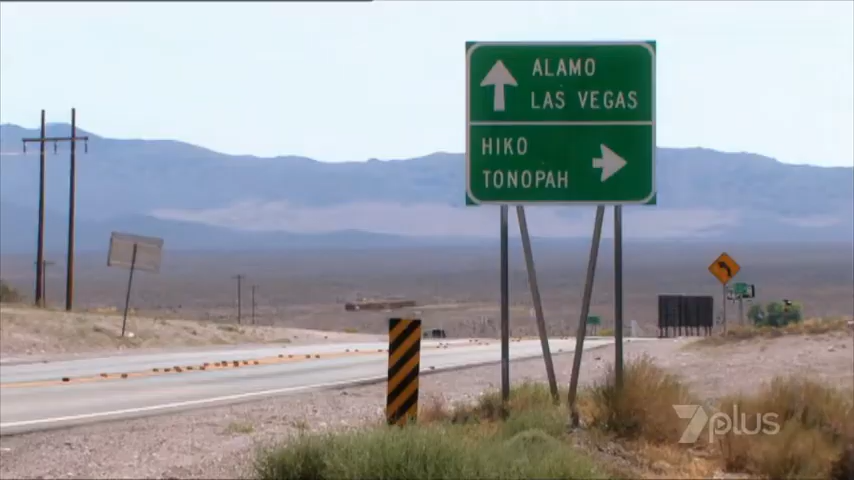 ALAMO
LAS VEGAS
HIKO
TONOPAH
7plus